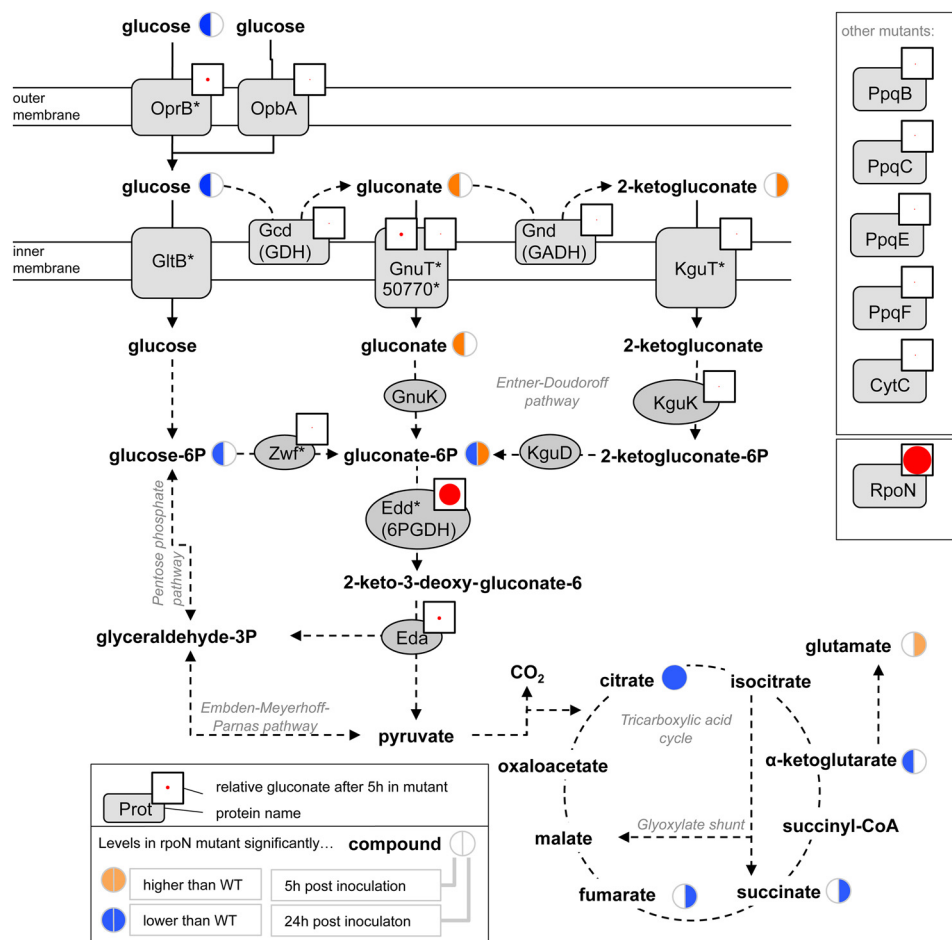 glucose
glucose
other mutants:
OprB*
OpbA
outer
membrane
PpqB
PpqC
glucose
gluconate
2-ketogluconate
Gcd
(GDH)
Gnd
(GADH)
PpqE
inner
membrane
GltB*
GnuT*
50770*
KguT*
PpqF
glucose
gluconate
2-ketogluconate
CytC
Entner-Doudoroff
pathway
GnuK
KguK
glucose-6P
Zwf*
gluconate-6P
KguD
2-ketogluconate-6P
RpoN
Edd*
(6PGDH)
Pentose phosphate
pathway
2-keto-3-deoxy-gluconate-6
glyceraldehyde-3P
Eda
glutamate
CO2
citrate
isocitrate
Embden-Meyerhoff-
Parnas pathway
Tricarboxylic acid
cycle
pyruvate
oxaloacetate
α-ketoglutarate
relative gluconate after 5h in mutant
Prot
protein name
malate
Glyoxylate shunt
succinyl-CoA
Levels in rpoN mutant significantly...
compound
higher than WT
5h post inoculation
fumarate
succinate
lower than WT
24h post inoculaton